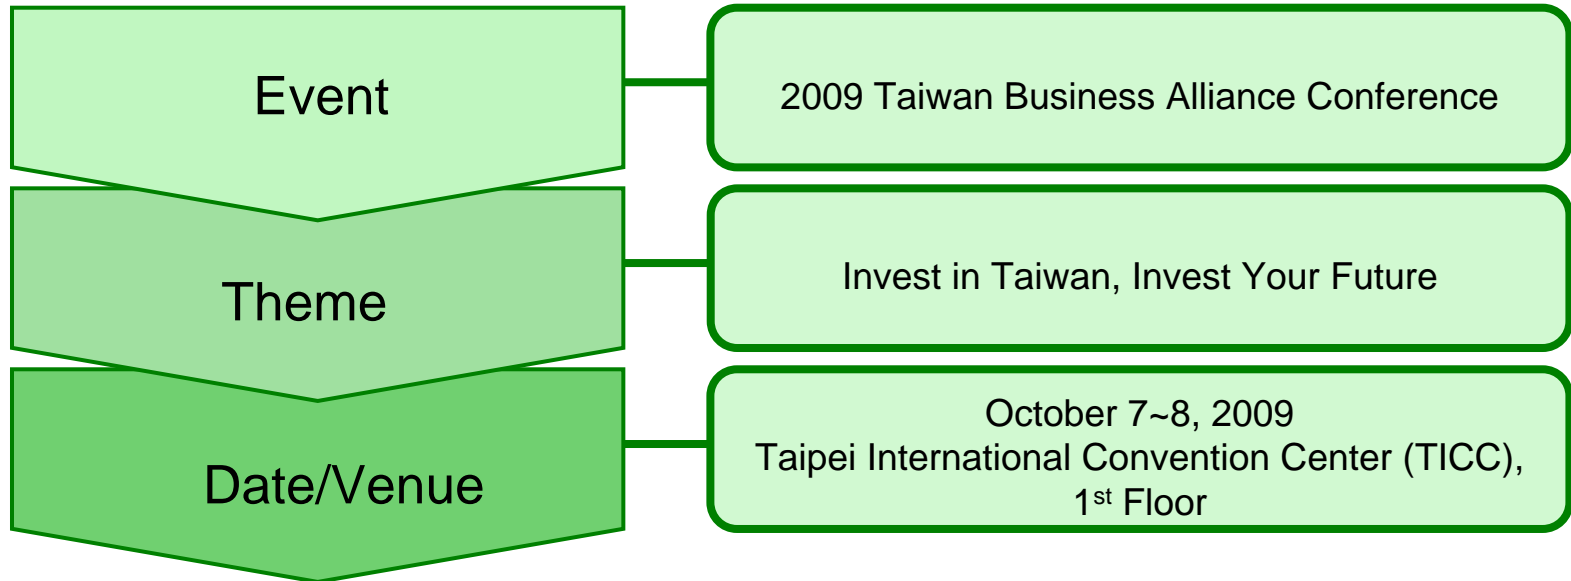 Event
2009 Taiwan Business Alliance Conference
Theme
Invest in Taiwan, Invest Your Future
Date/Venue
October 7~8, 2009
Taipei International Convention Center (TICC),
1st Floor